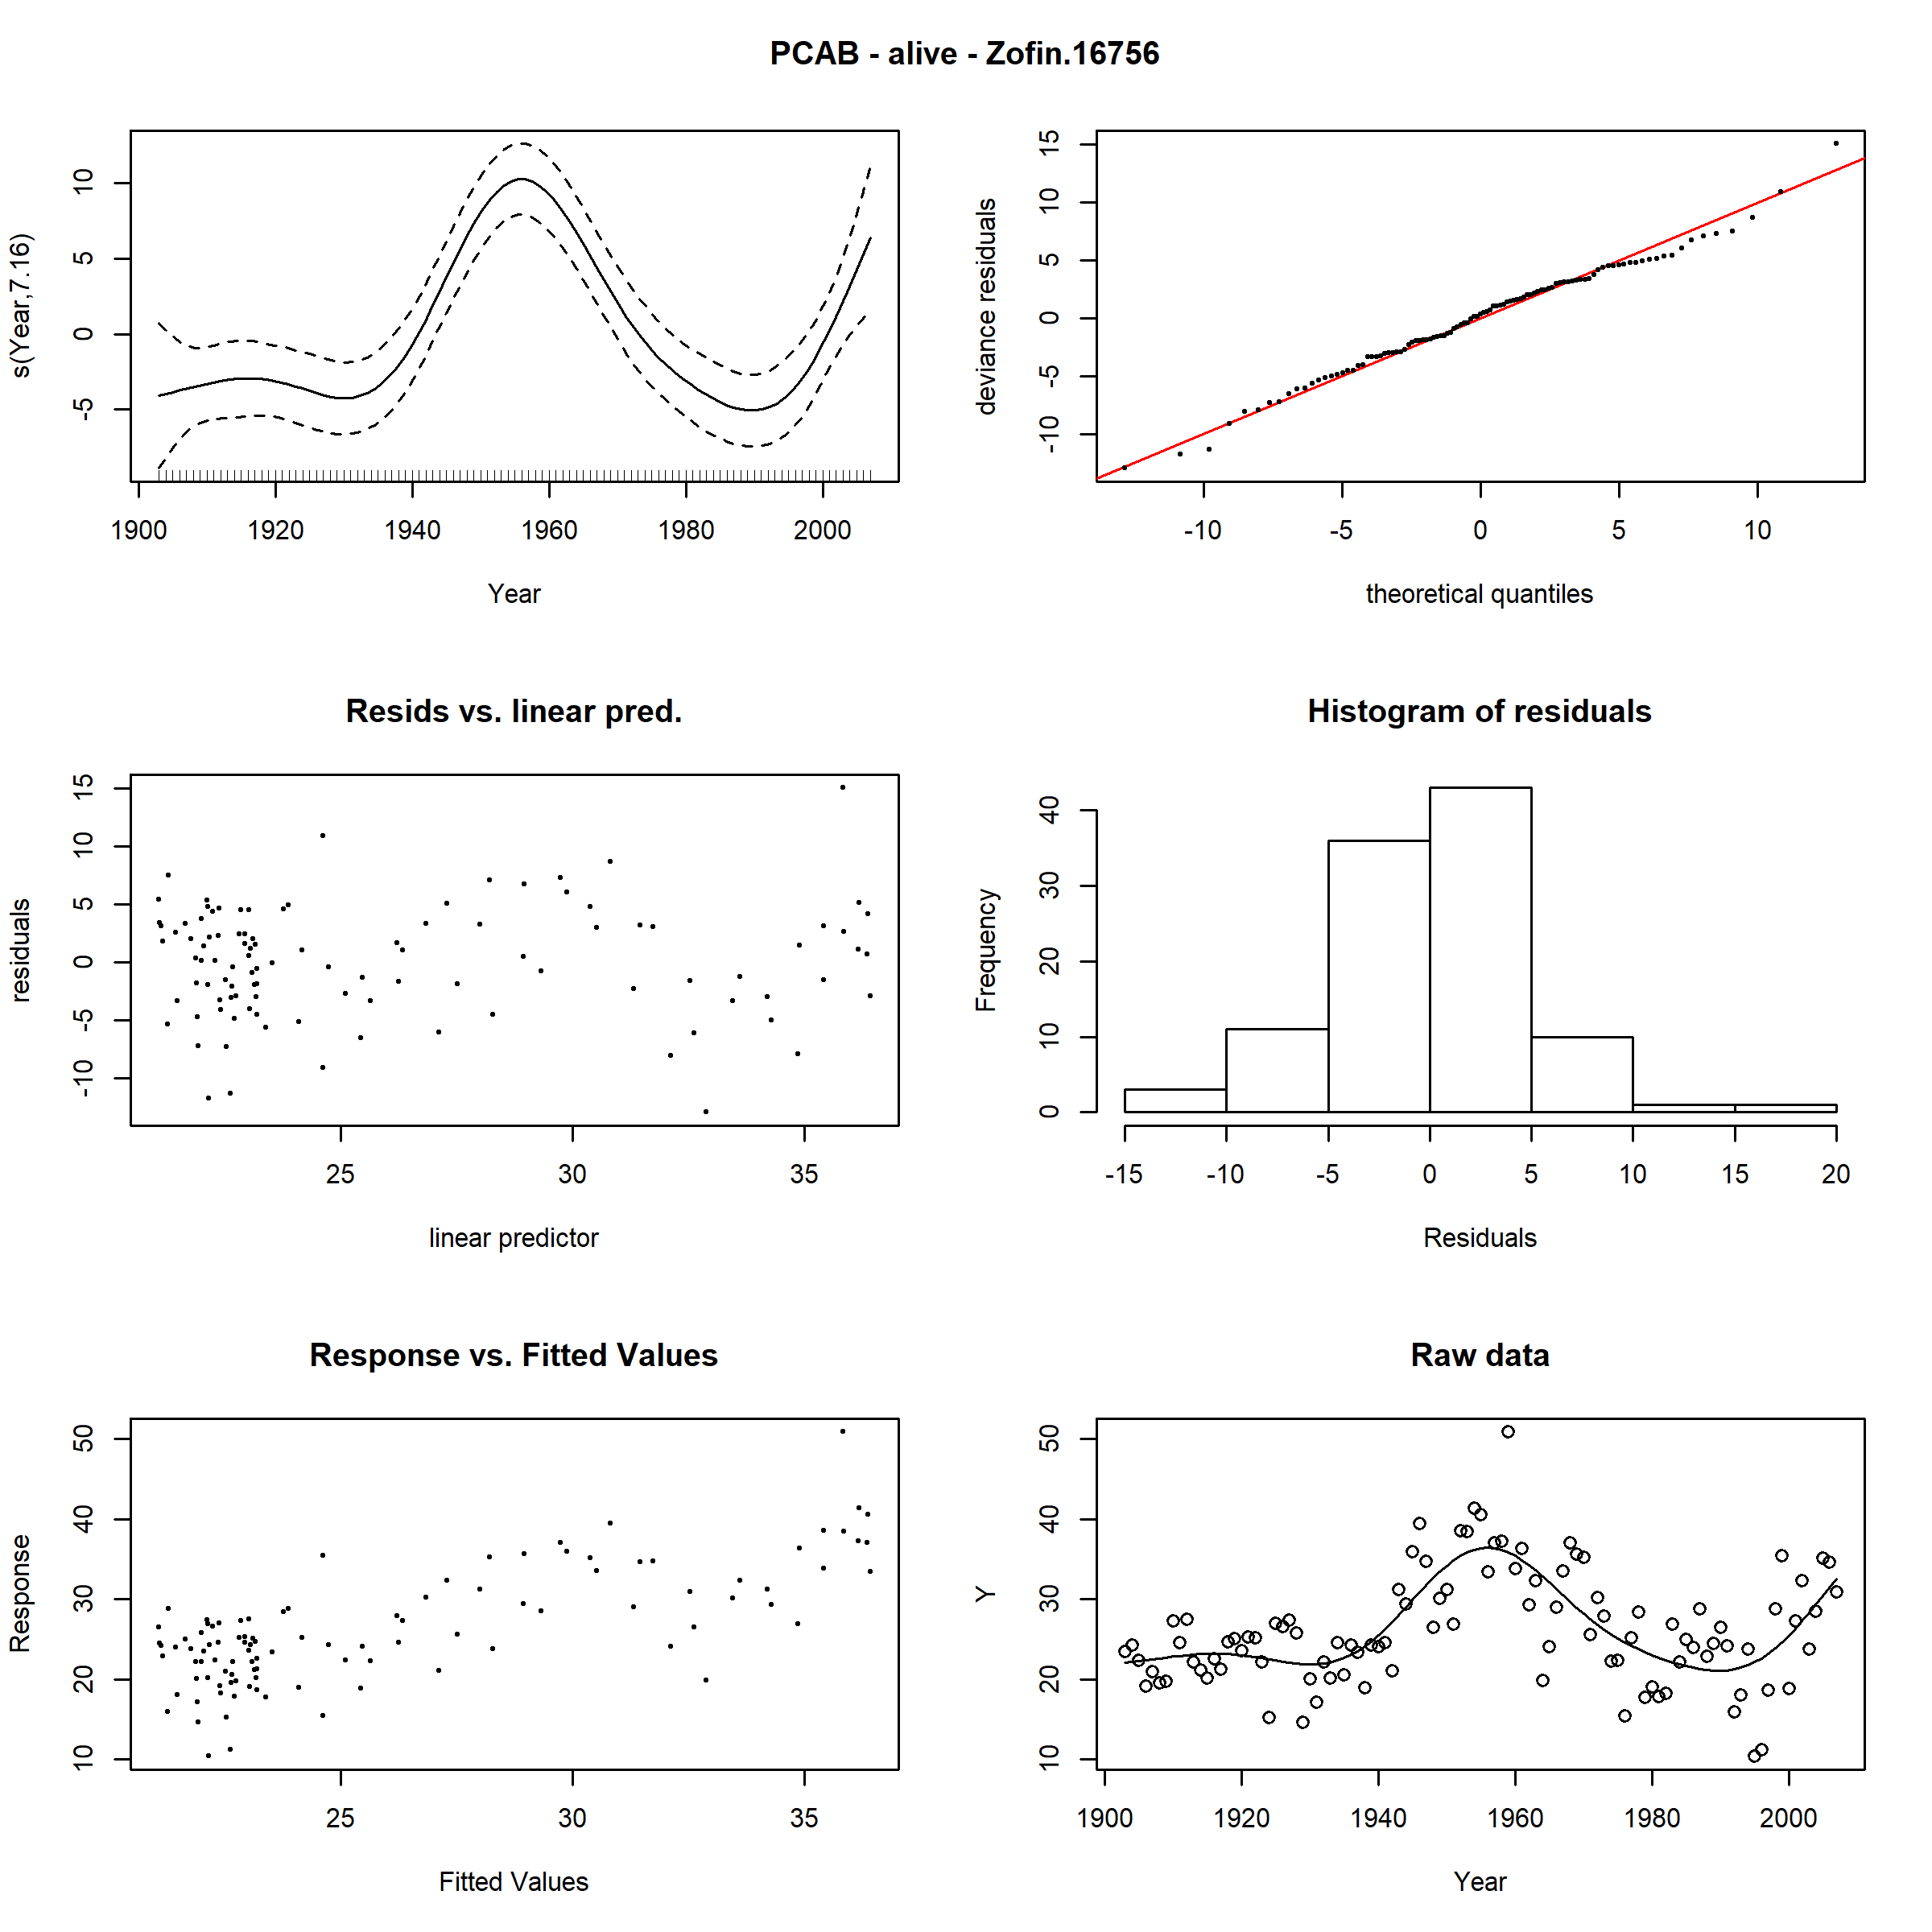 PCAB - alive - Zofin.16756
s(Year,7.16)
-5 0 5 10
1900 1920 1940 1960 1980 2000
Year
deviance residuals
-10 -5 0 5 10 15
-10 -5 0 5 10
theoretical quantiles
Resids vs. linear pred.
residuals
-10 -5 0 5 10 15
25 30 35
linear predictor
Histogram of residuals
Frequency
0 10 20 30 40
-15 -10 -5 0 5 10 15 20
Residuals
Response vs. Fitted Values
Response
10 20 30 40 50
25 30 35
Fitted Values
Raw data
Y
10 20 30 40 50
1900 1920 1940 1960 1980 2000
Year